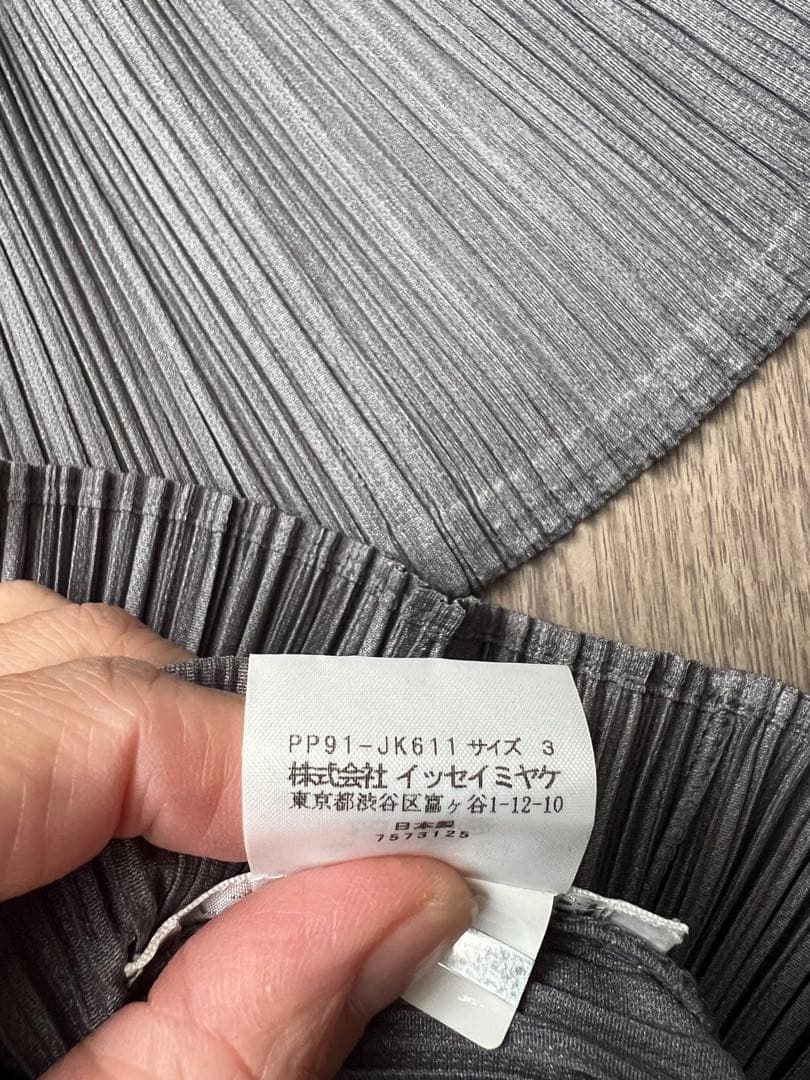 PP91-JK611 サイズ 3
株式会社 イッセイミヤケ
東京都渋谷区富ヶ谷1-12-10
日本製
7573125